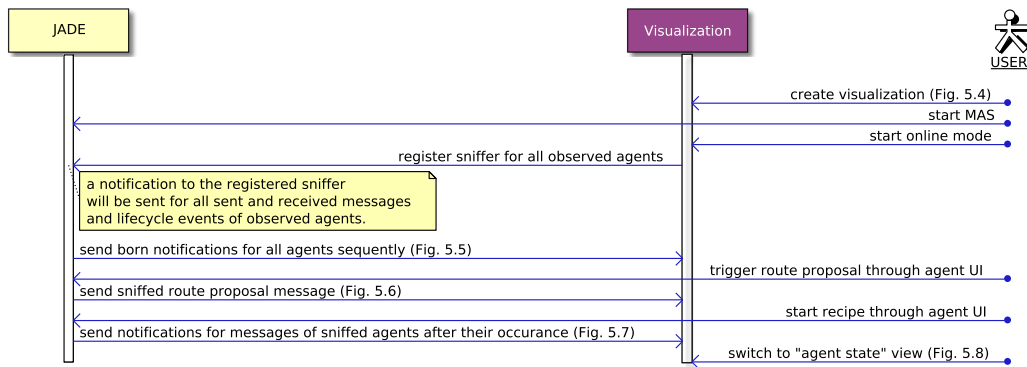 JADE
Visualization
USER
create visualization (Fig. 5.4)
start MAS
start online mode
register sniffer for all observed agents
a notification to the registered sniffer
will be sent for all sent and received messages
and lifecycle events of observed agents.
send born notifications for all agents sequently (Fig. 5.5)
trigger route proposal through agent UI
send sniffed route proposal message (Fig. 5.6)
start recipe through agent UI
send notifications for messages of sniffed agents after their occurance (Fig. 5.7)
switch to "agent state" view (Fig. 5.8)